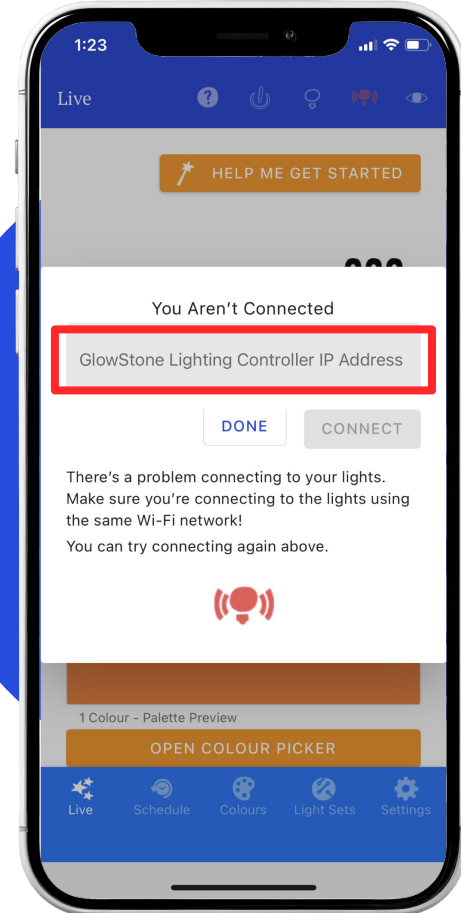 1:23
Live
HELP ME GET STARTED
You Aren't Connected
GlowStone Lighting Controller IP Address
DONE
CONNECT
There's a problem connecting to your lights.
Make sure you're connecting to the lights using
the same Wi-Fi network!
You can try connecting again above.
1 Colour - Palette Preview
OPEN COLOUR PICKER
Live Schedule Colours Light Sets Settings